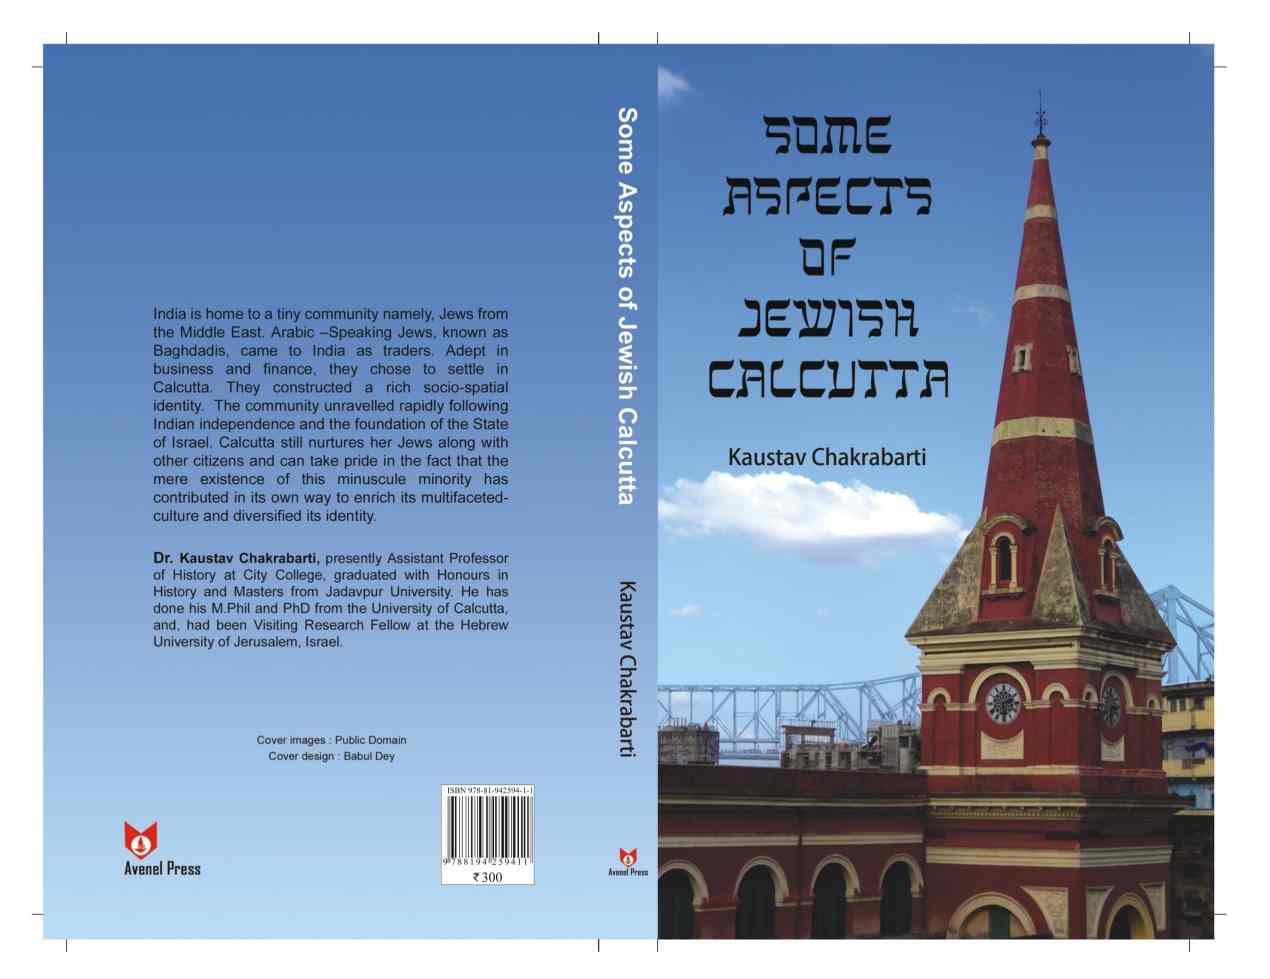 India is home to a tiny community namely, Jews from
the Middle East. Arabic –Speaking Jews, known as
Baghdadis, came to India as traders. Adept in
business and finance, they chose to settle in
Calcutta. They constructed a rich socio-spatial
identity. The community unravelled rapidly following
Indian independence and the foundation of the State
of Israel. Calcutta still nurtures her Jews along with
other citizens and can take pride in the fact that the
mere existence of this minuscule minority has
contributed in its own way to enrich its multifaceted-
culture and diversified its identity.
Dr. Kaustav Chakrabarti, presently Assistant Professor
of History at City College, graduated with Honours in
History and Masters from Jadavpur University. He has
done his M.Phil and PhD from the University of Calcutta,
and, had been Visiting Research Fellow at the Hebrew
University of Jerusalem, Israel.
Cover images : Public Domain
Cover design : Babul Dey
Avenel Press
ISBN 978-81-942594-1-1
9 788194 259411
₹ 300
Some Aspects of Jewish Calcutta
Kaustav Chakrabarti
Avenel Press
SOME
ASPECTS
OF
JEWISH
CALCUTTA
Kaustav Chakrabarti